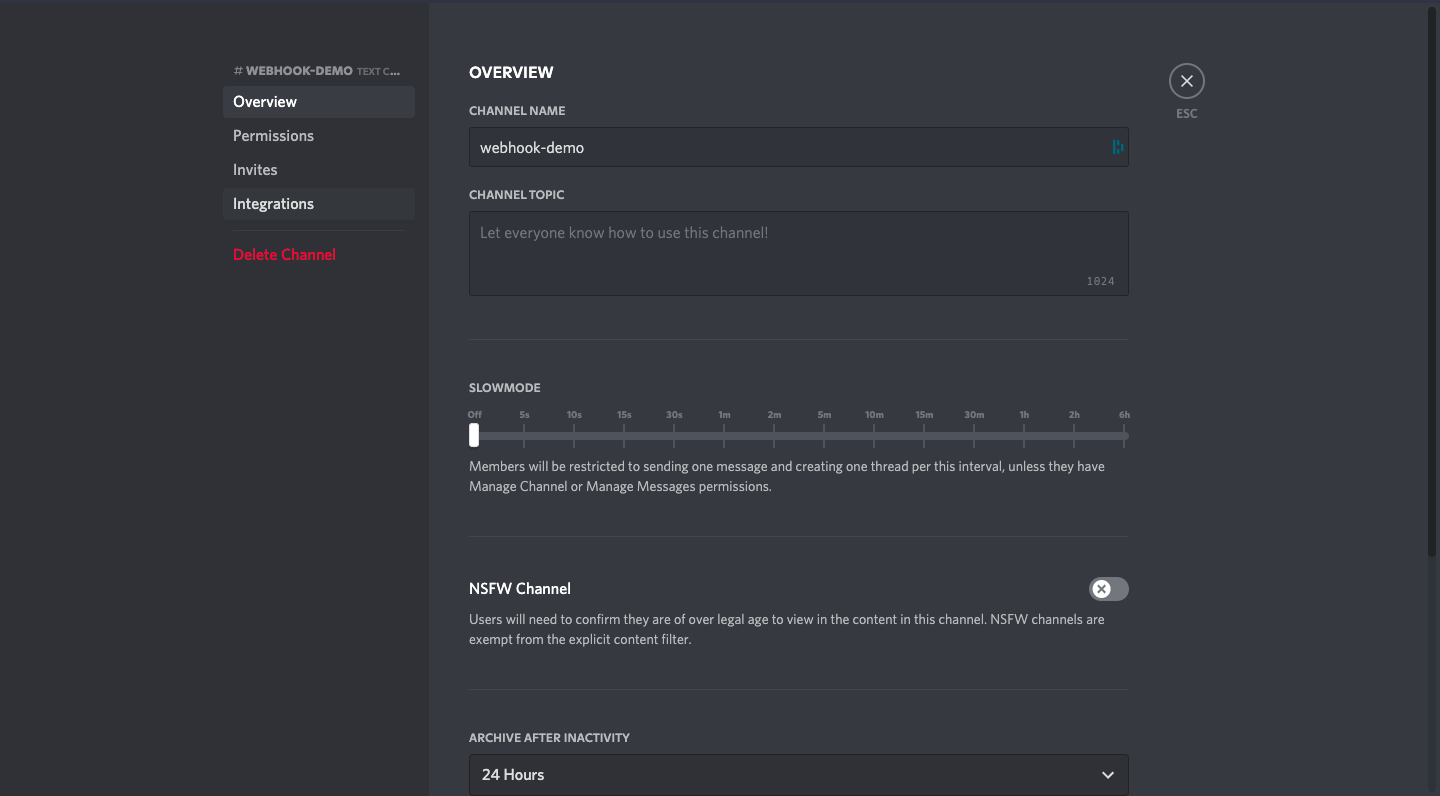 # WEBHOOK-DEMO TEXT C...
Overview
Permissions
Invites
Integrations
Delete Channel
OVERVIEW
CHANNEL NAME
webhook-demo
CHANNEL TOPIC
Let everyone know how to use this channel!
1024
SLOWMODE
Off 5s 10s 15s 30s 1m 2m 5m 10m 15m 30m 1h 2h 6h
Members will be restricted to sending one message and creating one thread per this interval, unless they have
Manage Channel or Manage Messages permissions.
NSFW Channel
Users will need to confirm they are of over legal age to view in the content in this channel. NSFW channels are
exempt from the explicit content filter.
ARCHIVE AFTER INACTIVITY
24 Hours
ESC